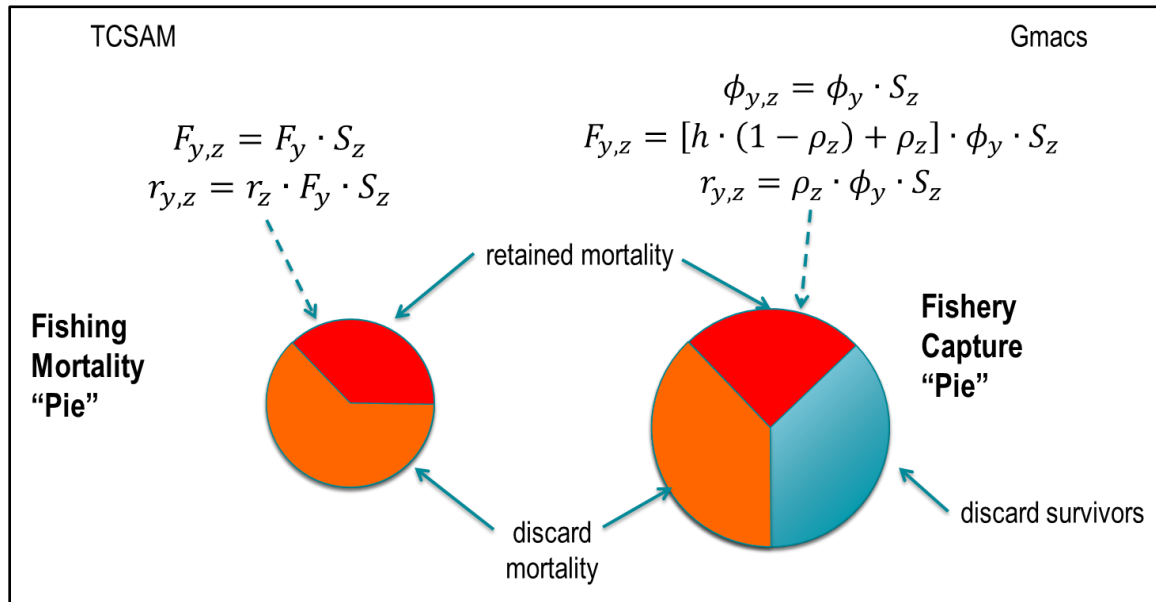 TCSAM
Gmacs
F_{y,z} = F_y · S_z
r_{y,z} = r_z · F_y · S_z
ϕ_{y,z} = ϕ_y · S_z
F_{y,z} = [h · (1 − ρ_z) + ρ_z] · ϕ_y · S_z
r_{y,z} = ρ_z · ϕ_y · S_z
retained mortality
Fishing
Mortality
“Pie”
Fishery
Capture
“Pie”
discard
mortality
discard survivors